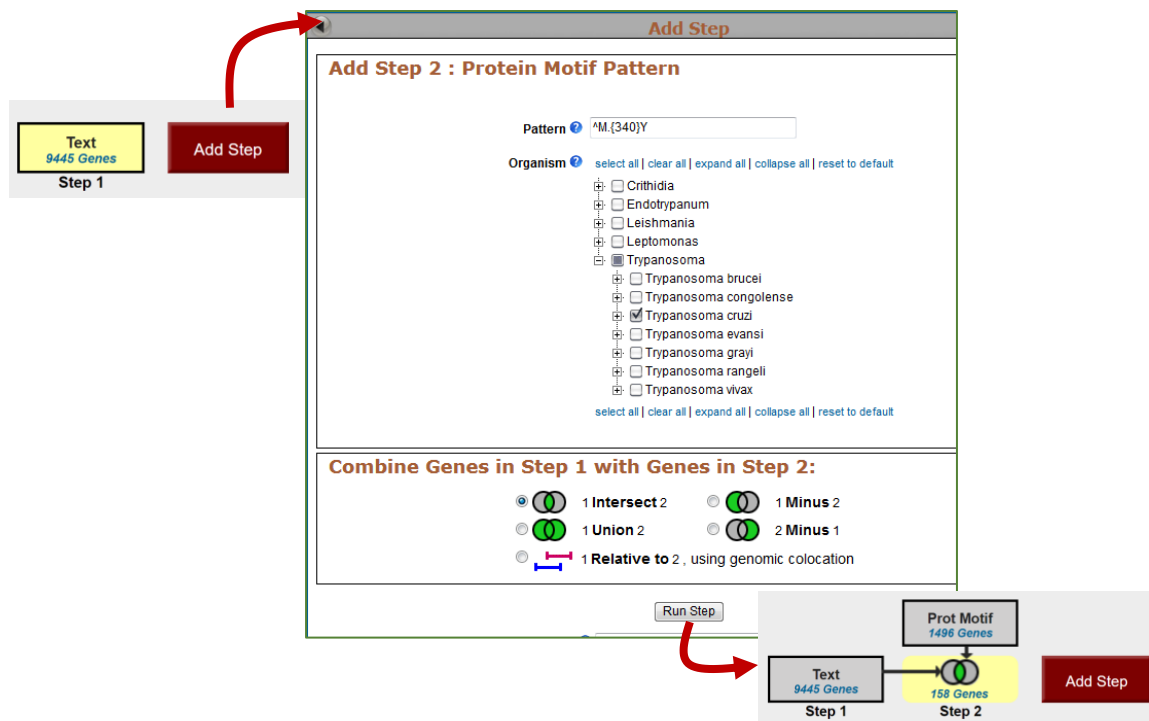 Add Step
Add Step 2 : Protein Motif Pattern
Pattern ^M.{340}Y
Organism select all | clear all | expand all | collapse all | reset to default
Crithidia
Endotrypanum
Leishmania
Leptomonas
Trypanosoma
Trypanosoma brucei
Trypanosoma congolense
Trypanosoma cruzi
Trypanosoma evansi
Trypanosoma grayi
Trypanosoma rangeli
Trypanosoma vivax
select all | clear all | expand all | collapse all | reset to default
Text
9445 Genes
Step 1
Add Step
Combine Genes in Step 1 with Genes in Step 2:
1 Intersect 2 1 Minus 2
1 Union 2 2 Minus 1
1 Relative to 2 , using genomic colocation
Run Step
Prot Motif
1496 Genes
Text
9445 Genes
Step 1
158 Genes
Step 2
Add Step